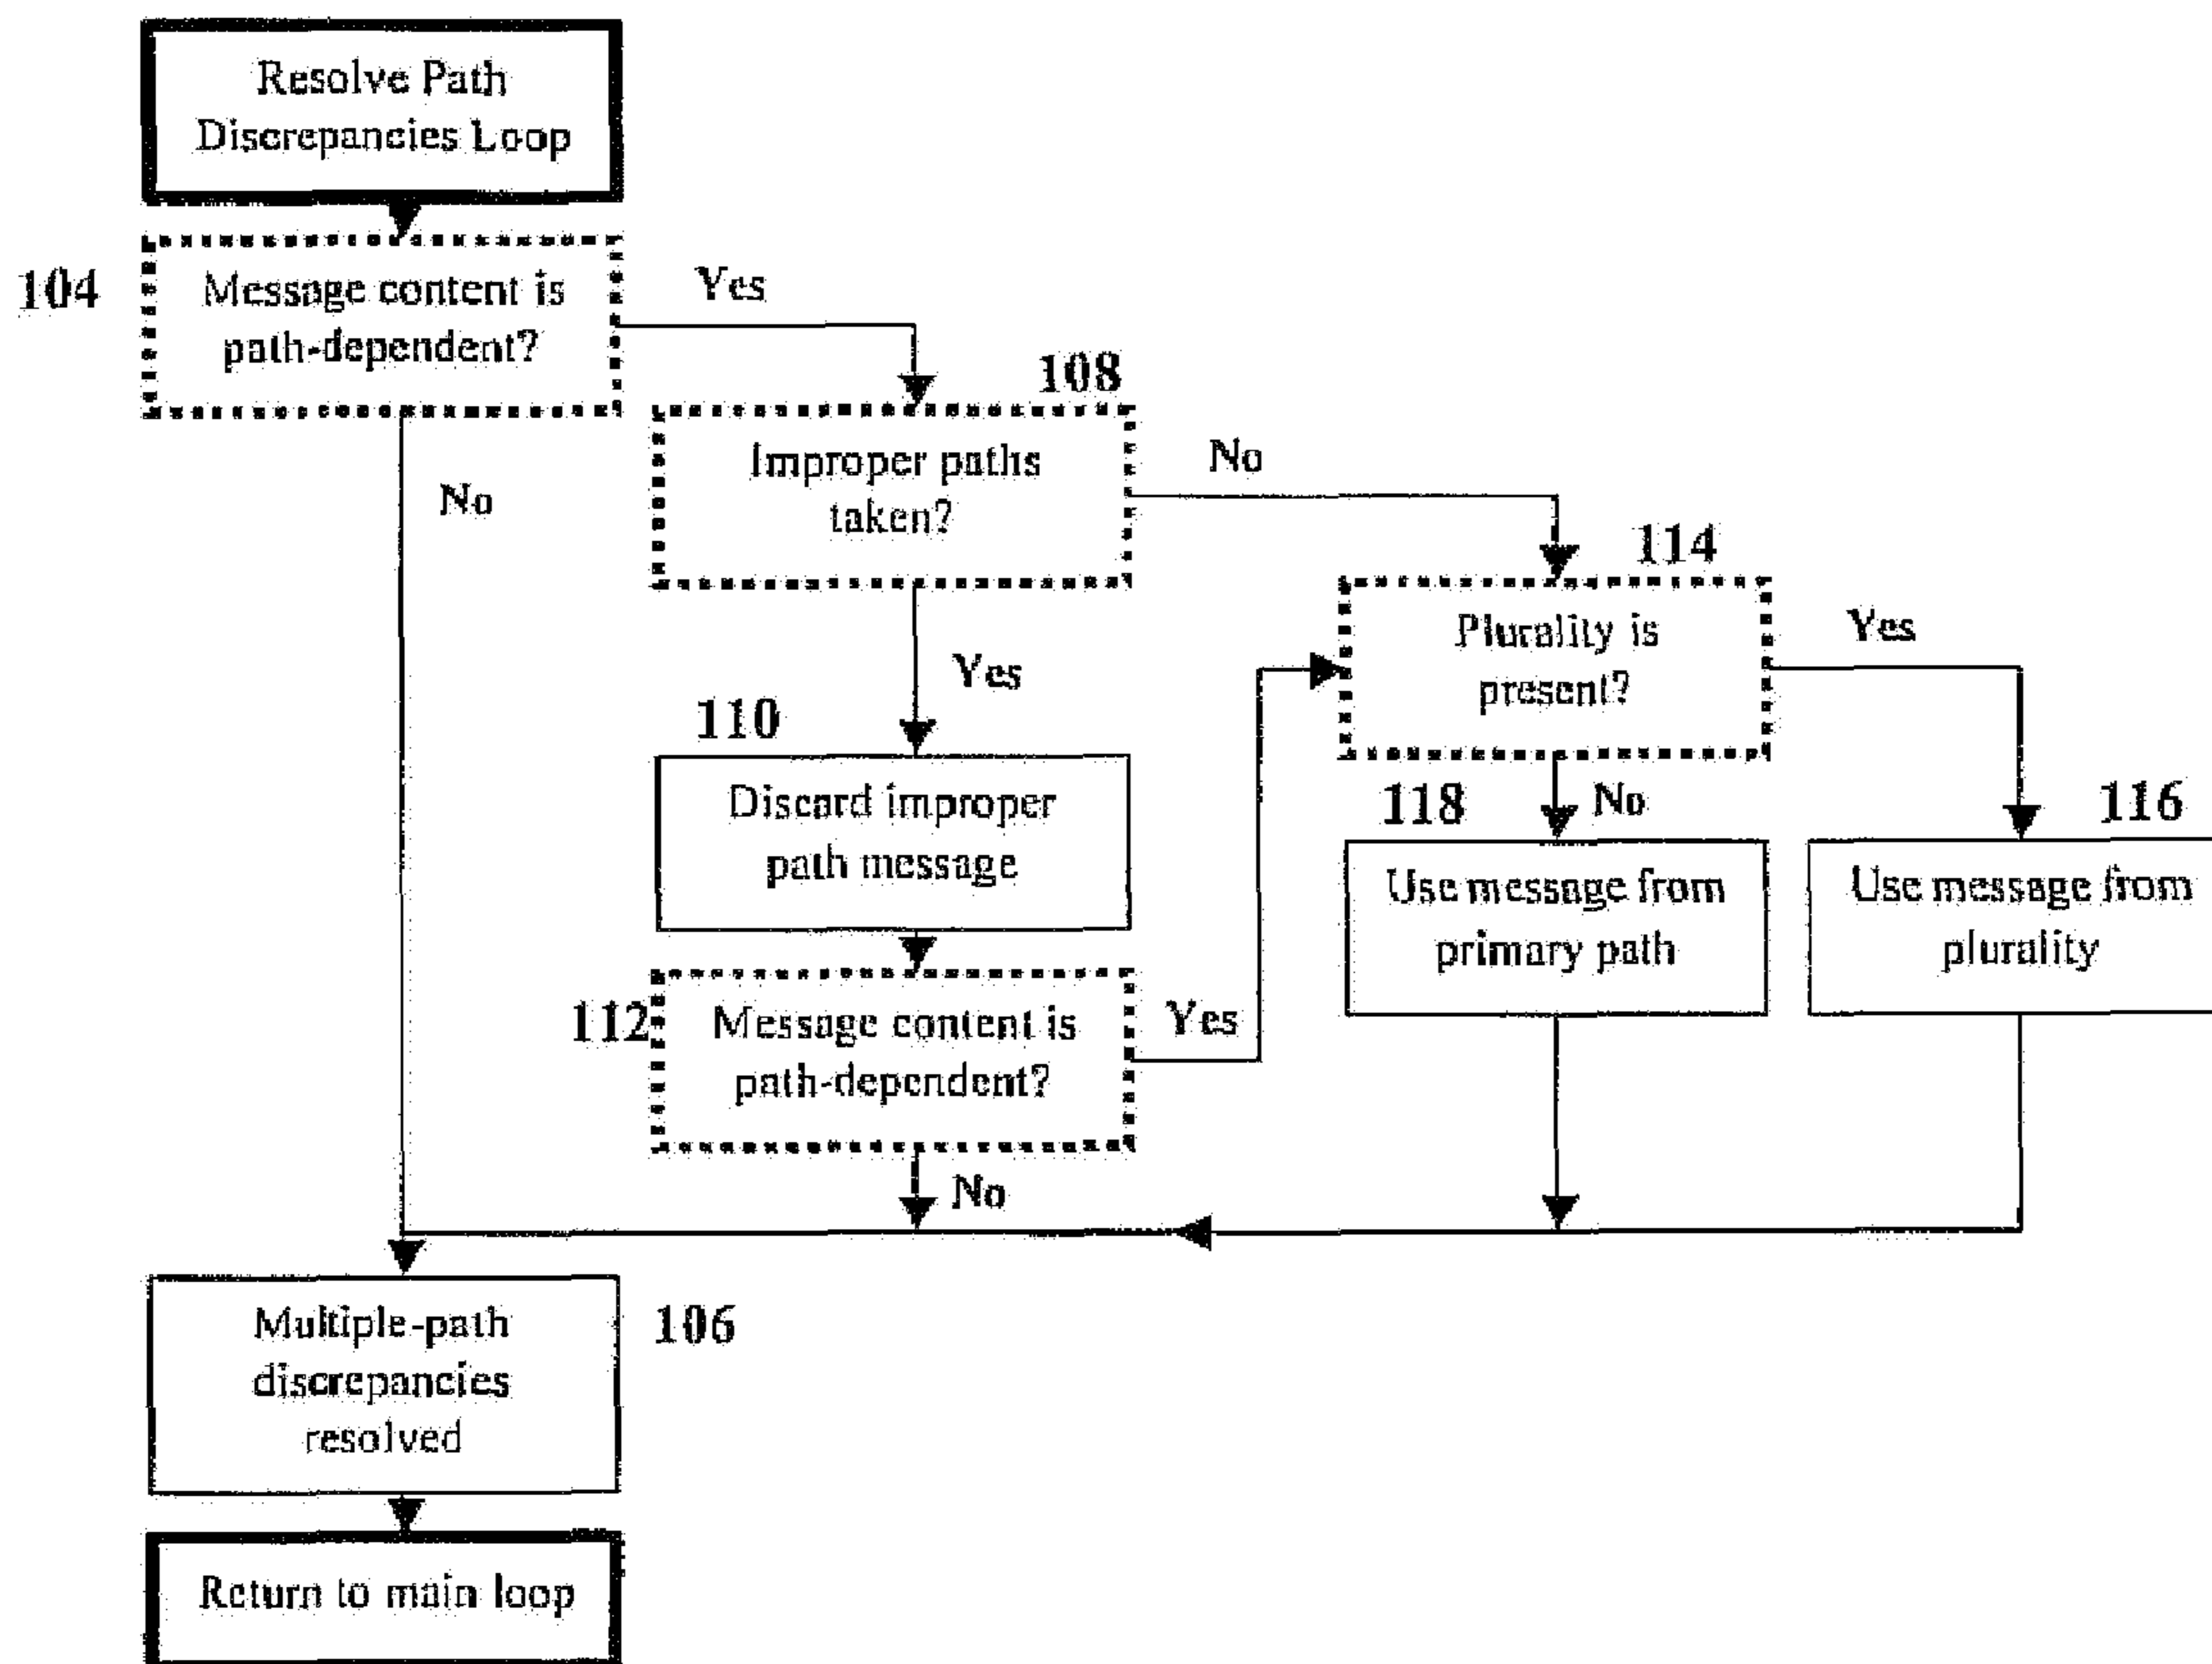 Resolve Path
Discrepancies Loop
104
Message content is
path-dependent?
Yes
No
108
Improper paths
taken?
No
Yes
114
Plurality is
present?
Yes
No
110
Discard improper
path message
118
Use message from
primary path
116
Use message from
plurality
112
Message content is
path-dependent?
Yes
No
Multiple-path
discrepancies
resolved
106
Return to main loop